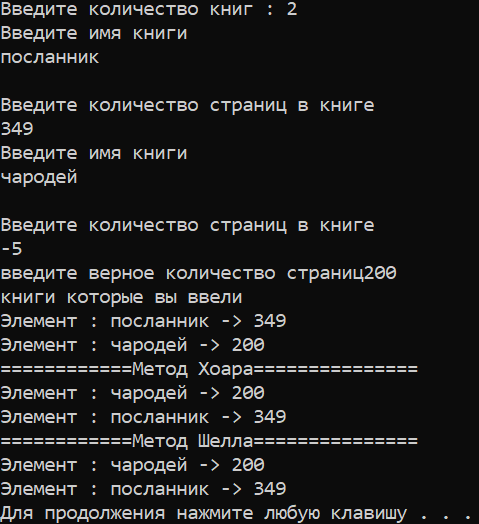 Введите количество книг : 2
Введите имя книги
посланник
Введите количество страниц в книге
349
Введите имя книги
чародей
Введите количество страниц в книге
-5
введите верное количество страниц200
книги которые вы ввели
Элемент : посланник -> 349
Элемент : чародей -> 200
============Метод Хоара===============
Элемент : чародей -> 200
Элемент : посланник -> 349
============Метод Шелла===============
Элемент : чародей -> 200
Элемент : посланник -> 349
Для продолжения нажмите любую клавишу . . .